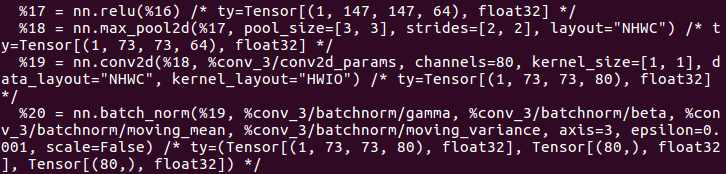 %17 = nn.relu(%16) /* ty=Tensor[(1, 147, 147, 64), float32] */
%18 = nn.max_pool2d(%17, pool_size=[3, 3], strides=[2, 2], layout="NHWC") /* t
y=Tensor[(1, 73, 73, 64), float32] */
%19 = nn.conv2d(%18, %conv_3/conv2d_params, channels=80, kernel_size=[1, 1], d
ata_layout="NHWC", kernel_layout="HWIO") /* ty=Tensor[(1, 73, 73, 80), float32]
*/
%20 = nn.batch_norm(%19, %conv_3/batchnorm/gamma, %conv_3/batchnorm/beta, %con
v_3/batchnorm/moving_mean, %conv_3/batchnorm/moving_variance, axis=3, epsilon=0.
001, scale=False) /* ty=(Tensor[(1, 73, 73, 80), float32], Tensor[(80,), float32
], Tensor[(80,), float32]) */